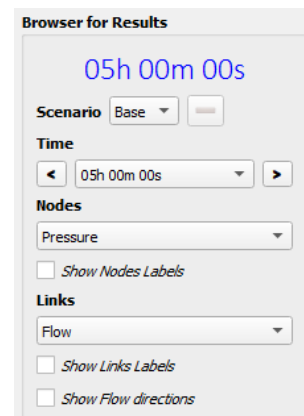 Browser for Results
05h 00m 00s
Scenario Base
Time
< 05h 00m 00s >
Nodes
Pressure
Show Nodes Labels
Links
Flow
Show Links Labels
Show Flow directions